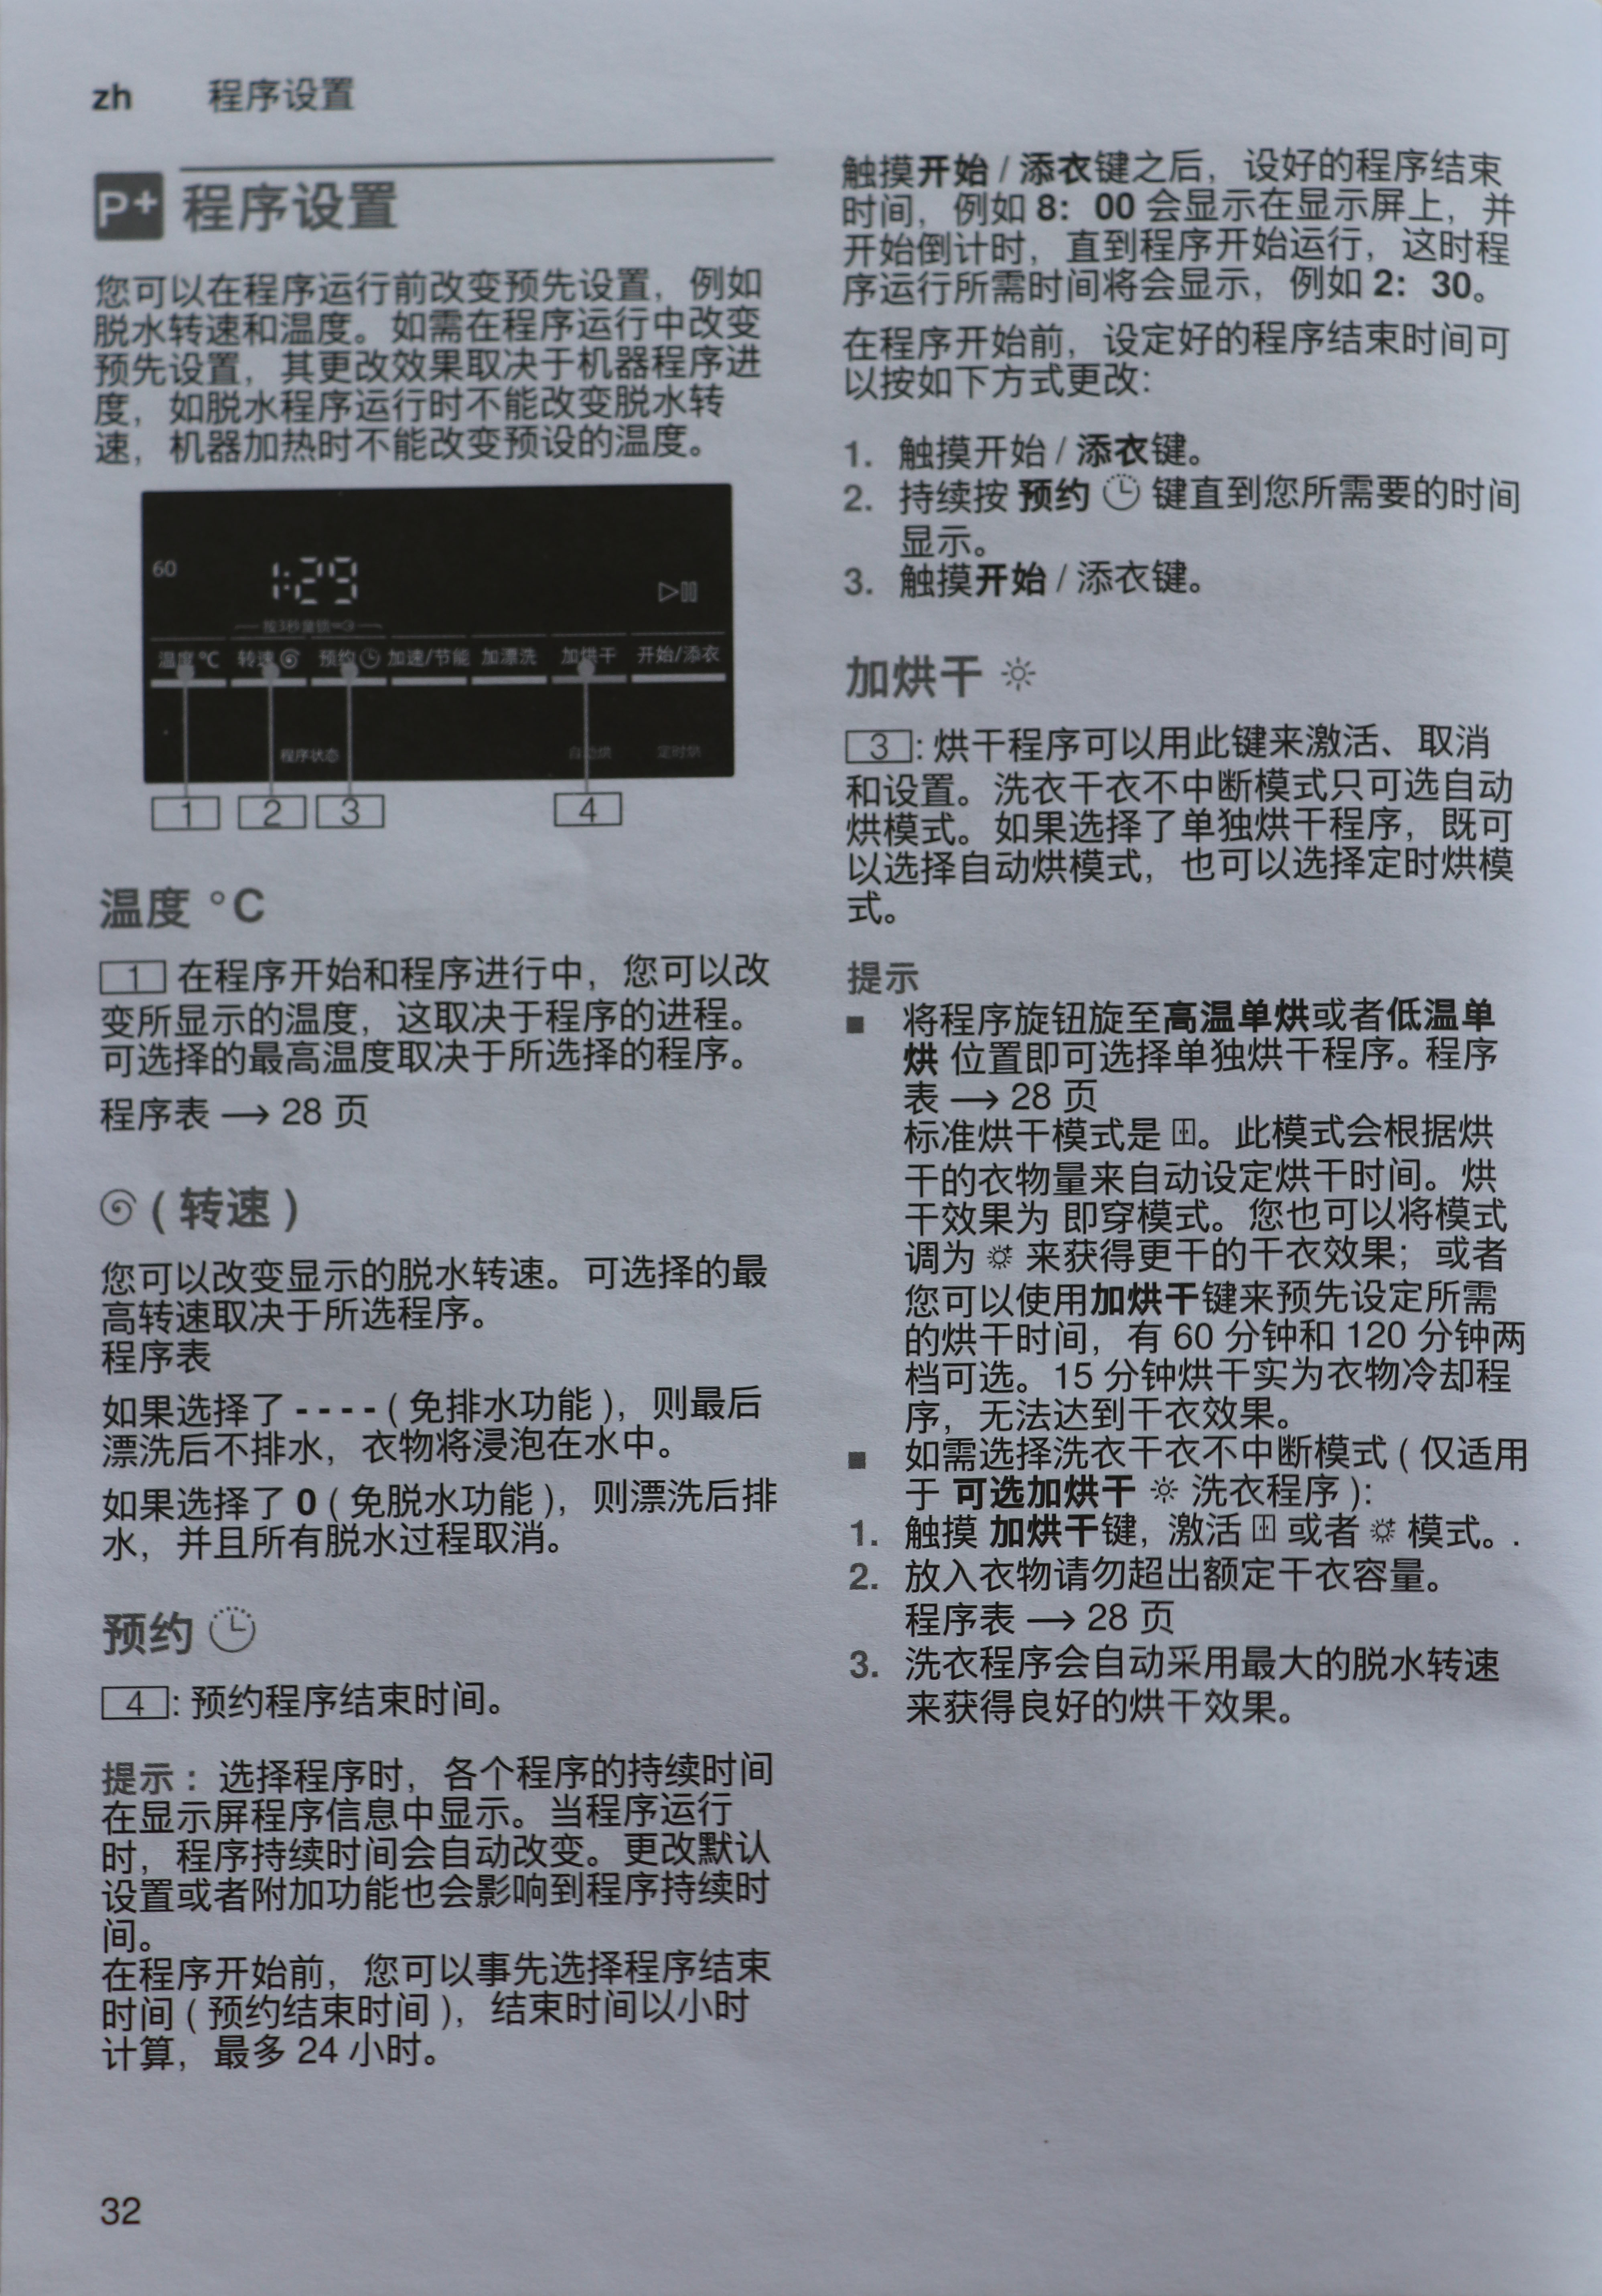 zh 程序设置
P+ 程序设置
您可以在程序运行前改变预先设置，例如
脱水转速和温度。如需在程序运行中改变
预先设置，其更改效果取决于机器程序进
度，如脱水程序运行时不能改变脱水转
速，机器加热时不能改变预设的温度。
60
1:29
按3秒童锁
温度 °C 转速 预约 加速/节能 加漂洗 加烘干 开始/添衣
程序状态 自动烘 定时烘
1 2 3 4
温度 °C
1 在程序开始和程序进行中，您可以改
变所显示的温度，这取决于程序的进程。
可选择的最高温度取决于所选择的程序。
程序表 → 28 页
(转速)
您可以改变显示的脱水转速。可选择的最
高转速取决于所选程序。
程序表
如果选择了 - - - - ( 免排水功能 )，则最后
漂洗后不排水，衣物将浸泡在水中。
如果选择了 0 ( 免脱水功能 )，则漂洗后排
水，并且所有脱水过程取消。
预约
4: 预约程序结束时间。
提示：选择程序时，各个程序的持续时间
在显示屏程序信息中显示。当程序运行
时，程序持续时间会自动改变。更改默认
设置或者附加功能也会影响到程序持续时
间。
在程序开始前，您可以事先选择程序结束
时间 ( 预约结束时间 )，结束时间以小时
计算，最多 24 小时。
触摸开始 / 添衣键之后，设好的程序结束
时间，例如 8：00 会显示在显示屏上，并
开始倒计时，直到程序开始运行，这时程
序运行所需时间将会显示，例如 2：30。
在程序开始前，设定好的程序结束时间可
以按如下方式更改：
1. 触摸开始 / 添衣键。
2. 持续按 预约 键直到您所需要的时间
显示。
3. 触摸开始 / 添衣键。
加烘干
3: 烘干程序可以用此键来激活、取消
和设置。洗衣干衣不中断模式只可选自动
烘模式。如果选择了单独烘干程序，既可
以选择自动烘模式，也可以选择定时烘模
式。
提示
■ 将程序旋钮旋至高温单烘或者低温单
烘 位置即可选择单独烘干程序。程序
表 → 28 页
标准烘干模式是 。此模式会根据烘
干的衣物量来自动设定烘干时间。烘
干效果为 即穿模式。您也可以将模式
调为 来获得更干的干衣效果；或者
您可以使用加烘干键来预先设定所需
的烘干时间，有 60 分钟和 120 分钟两
档可选。15 分钟烘干实为衣物冷却程
序，无法达到干衣效果。
■ 如需选择洗衣干衣不中断模式 ( 仅适用
于 可选加烘干 洗衣程序 )：
1. 触摸 加烘干键，激活 或者 模式。.
2. 放入衣物请勿超出额定干衣容量。
程序表 → 28 页
3. 洗衣程序会自动采用最大的脱水转速
来获得良好的烘干效果。
32